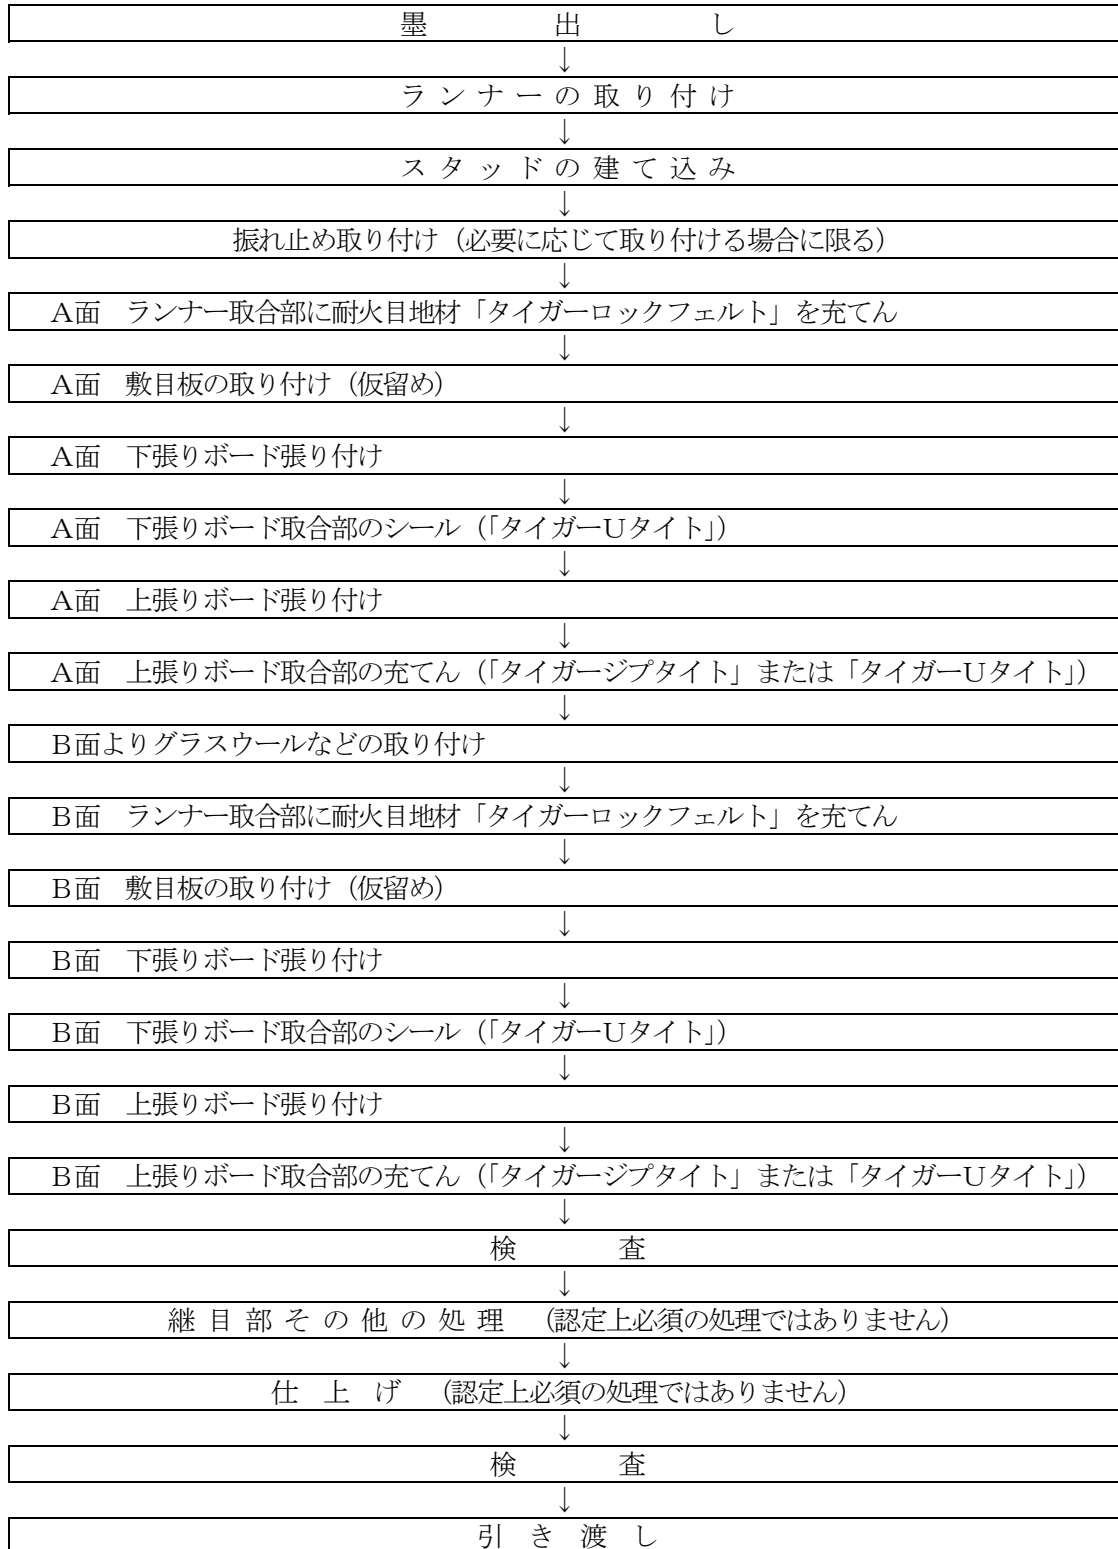 墨出し
↓
ランナーの取り付け
↓
スタッドの建て込み
↓
振れ止め取り付け（必要に応じて取り付ける場合に限る）
↓
A面　ランナー取合部に耐火目地材「タイガーロックフェルト」を充てん
↓
A面　敷目板の取り付け（仮留め）
↓
A面　下張りボード張り付け
↓
A面　下張りボード取合部のシール（「タイガーUタイト」）
↓
A面　上張りボード張り付け
↓
A面　上張りボード取合部の充てん（「タイガージプタイト」または「タイガーUタイト」）
↓
B面よりグラスウールなどの取り付け
↓
B面　ランナー取合部に耐火目地材「タイガーロックフェルト」を充てん
↓
B面　敷目板の取り付け（仮留め）
↓
B面　下張りボード張り付け
↓
B面　下張りボード取合部のシール（「タイガーUタイト」）
↓
B面　上張りボード張り付け
↓
B面　上張りボード取合部の充てん（「タイガージプタイト」または「タイガーUタイト」）
↓
検査
↓
継目部その他の処理　（認定上必須の処理ではありません）
↓
仕上げ　（認定上必須の処理ではありません）
↓
検査
↓
引き渡し